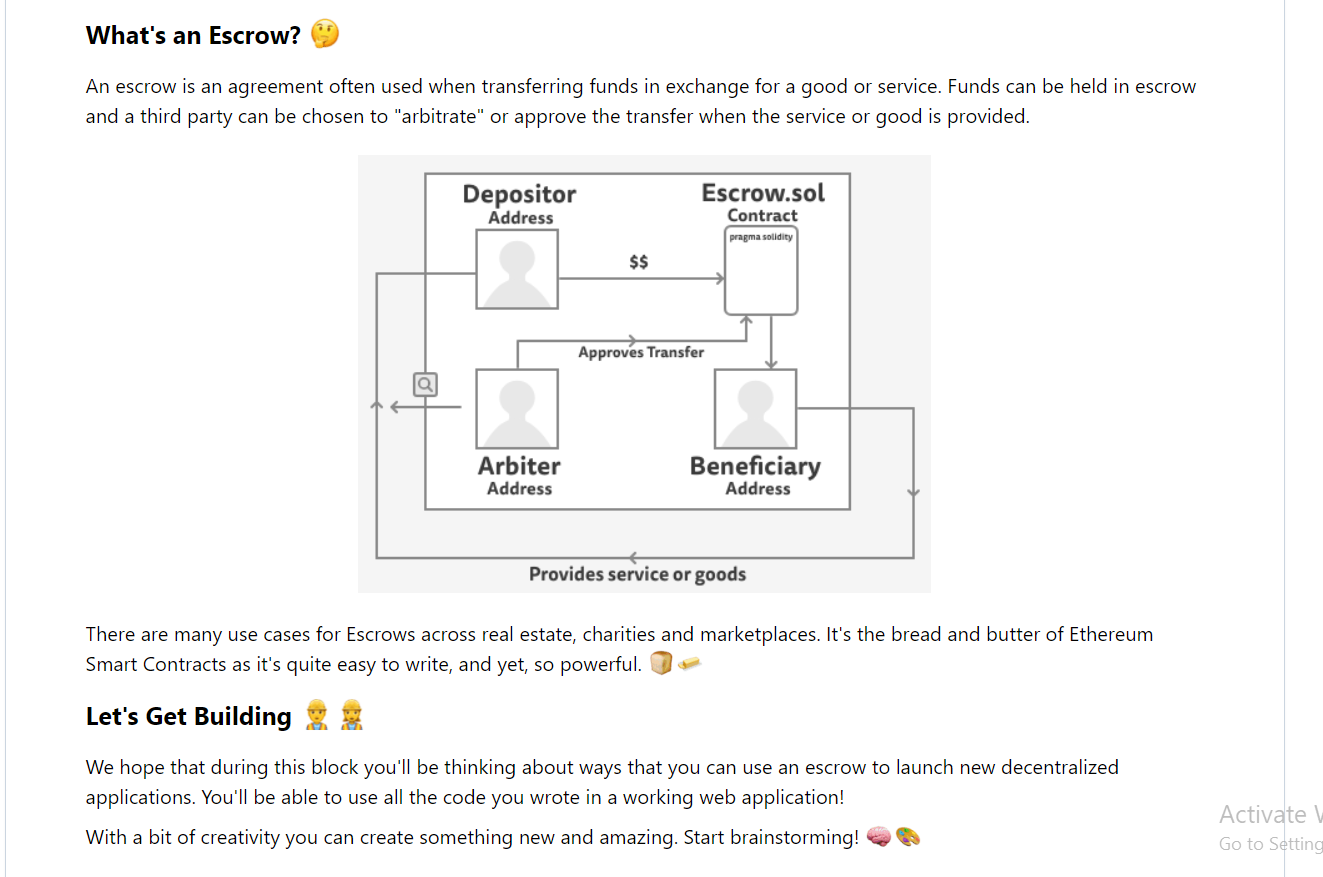 What's an Escrow? 🤔
An escrow is an agreement often used when transferring funds in exchange for a good or service. Funds can be held in escrow
and a third party can be chosen to "arbitrate" or approve the transfer when the service or good is provided.
Depositor
Address
Escrow.sol
Contract
pragma solidity
$$
Approves Transfer
Arbiter
Address
Beneficiary
Address
Provides service or goods
There are many use cases for Escrows across real estate, charities and marketplaces. It's the bread and butter of Ethereum
Smart Contracts as it's quite easy to write, and yet, so powerful. 🍞🧈
Let's Get Building 👷‍♂️ 👷‍♀️
We hope that during this block you'll be thinking about ways that you can use an escrow to launch new decentralized
applications. You'll be able to use all the code you wrote in a working web application!
With a bit of creativity you can create something new and amazing. Start brainstorming! 🧠 🎨
Activate
Go to Setting